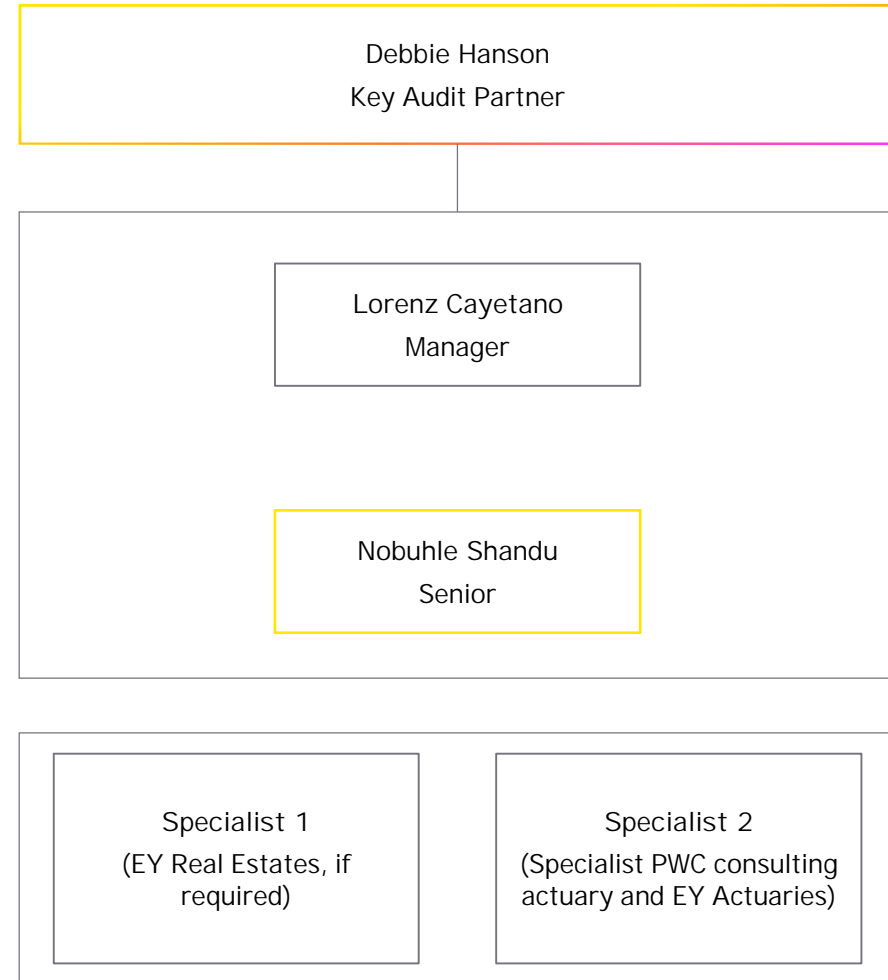 Debbie Hanson
Key Audit Partner
Lorenz Cayetano
Manager
Nobuhle Shandu
Senior
Specialist 1
(EY Real Estates, if
required)
Specialist 2
(Specialist PWC consulting
actuary and EY Actuaries)